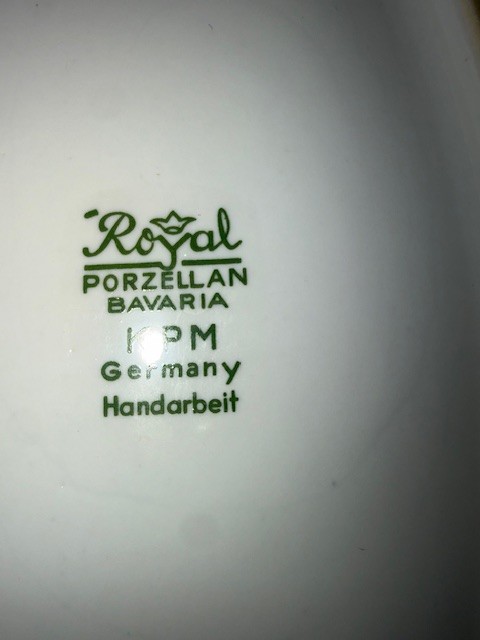 Royal
PORZELLAN
BAVARIA
KPM
Germany
Handarbeit